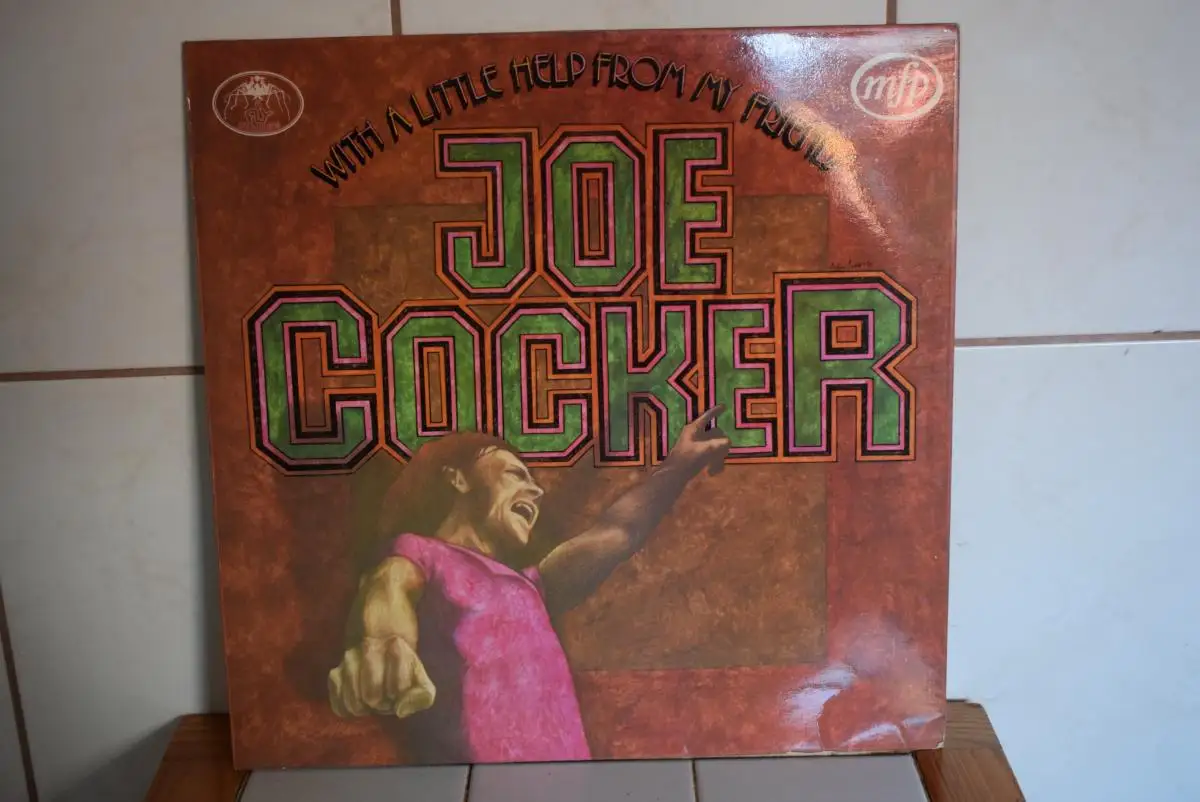 WITH A LITTLE HELP FROM MY FRIENDS
mfp
JOE
COCKER